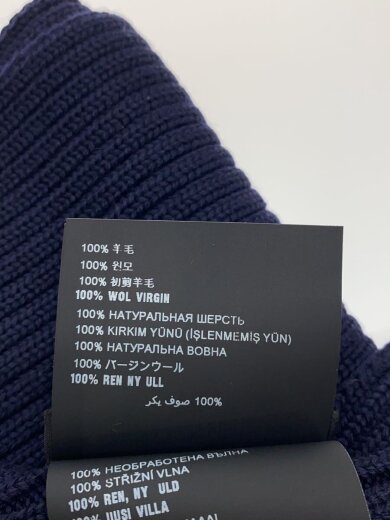 100% 羊毛
100% 원모
100% 初剪羊毛
100% WOL VIRGIN
100% НАТУРАЛЬНАЯ ШЕРСТЬ
100% KIRKIM YÜNÜ (İŞLENMEMİŞ YÜN)
100% НАТУРАЛЬНА ВОВНА
100% バージンウール
100% REN NY ULL
100% صوف بكر
100% НЕОБРАБОТЕНА ВЪЛНА
100% STŘIŽNÍ VLNA
100% REN, NY ULD
100% UUSI VILLA